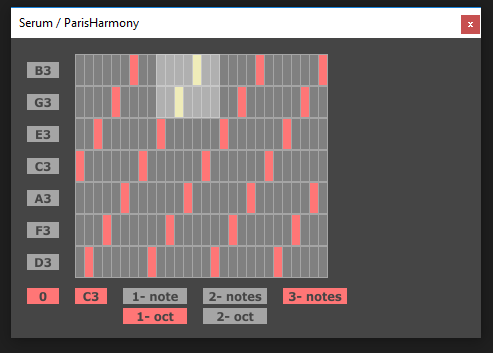 Serum / ParisHarmony x
B3
G3
E3
C3
A3
F3
D3
0 C3 1- note 2- notes 3- notes
1- oct 2- oct